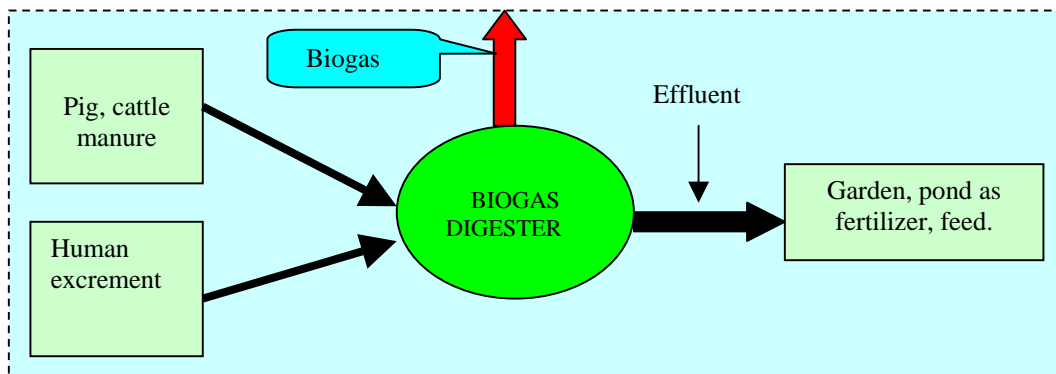 Biogas
Effluent
Pig, cattle
manure
BIOGAS
DIGESTER
Garden, pond as
fertilizer, feed.
Human
excrement